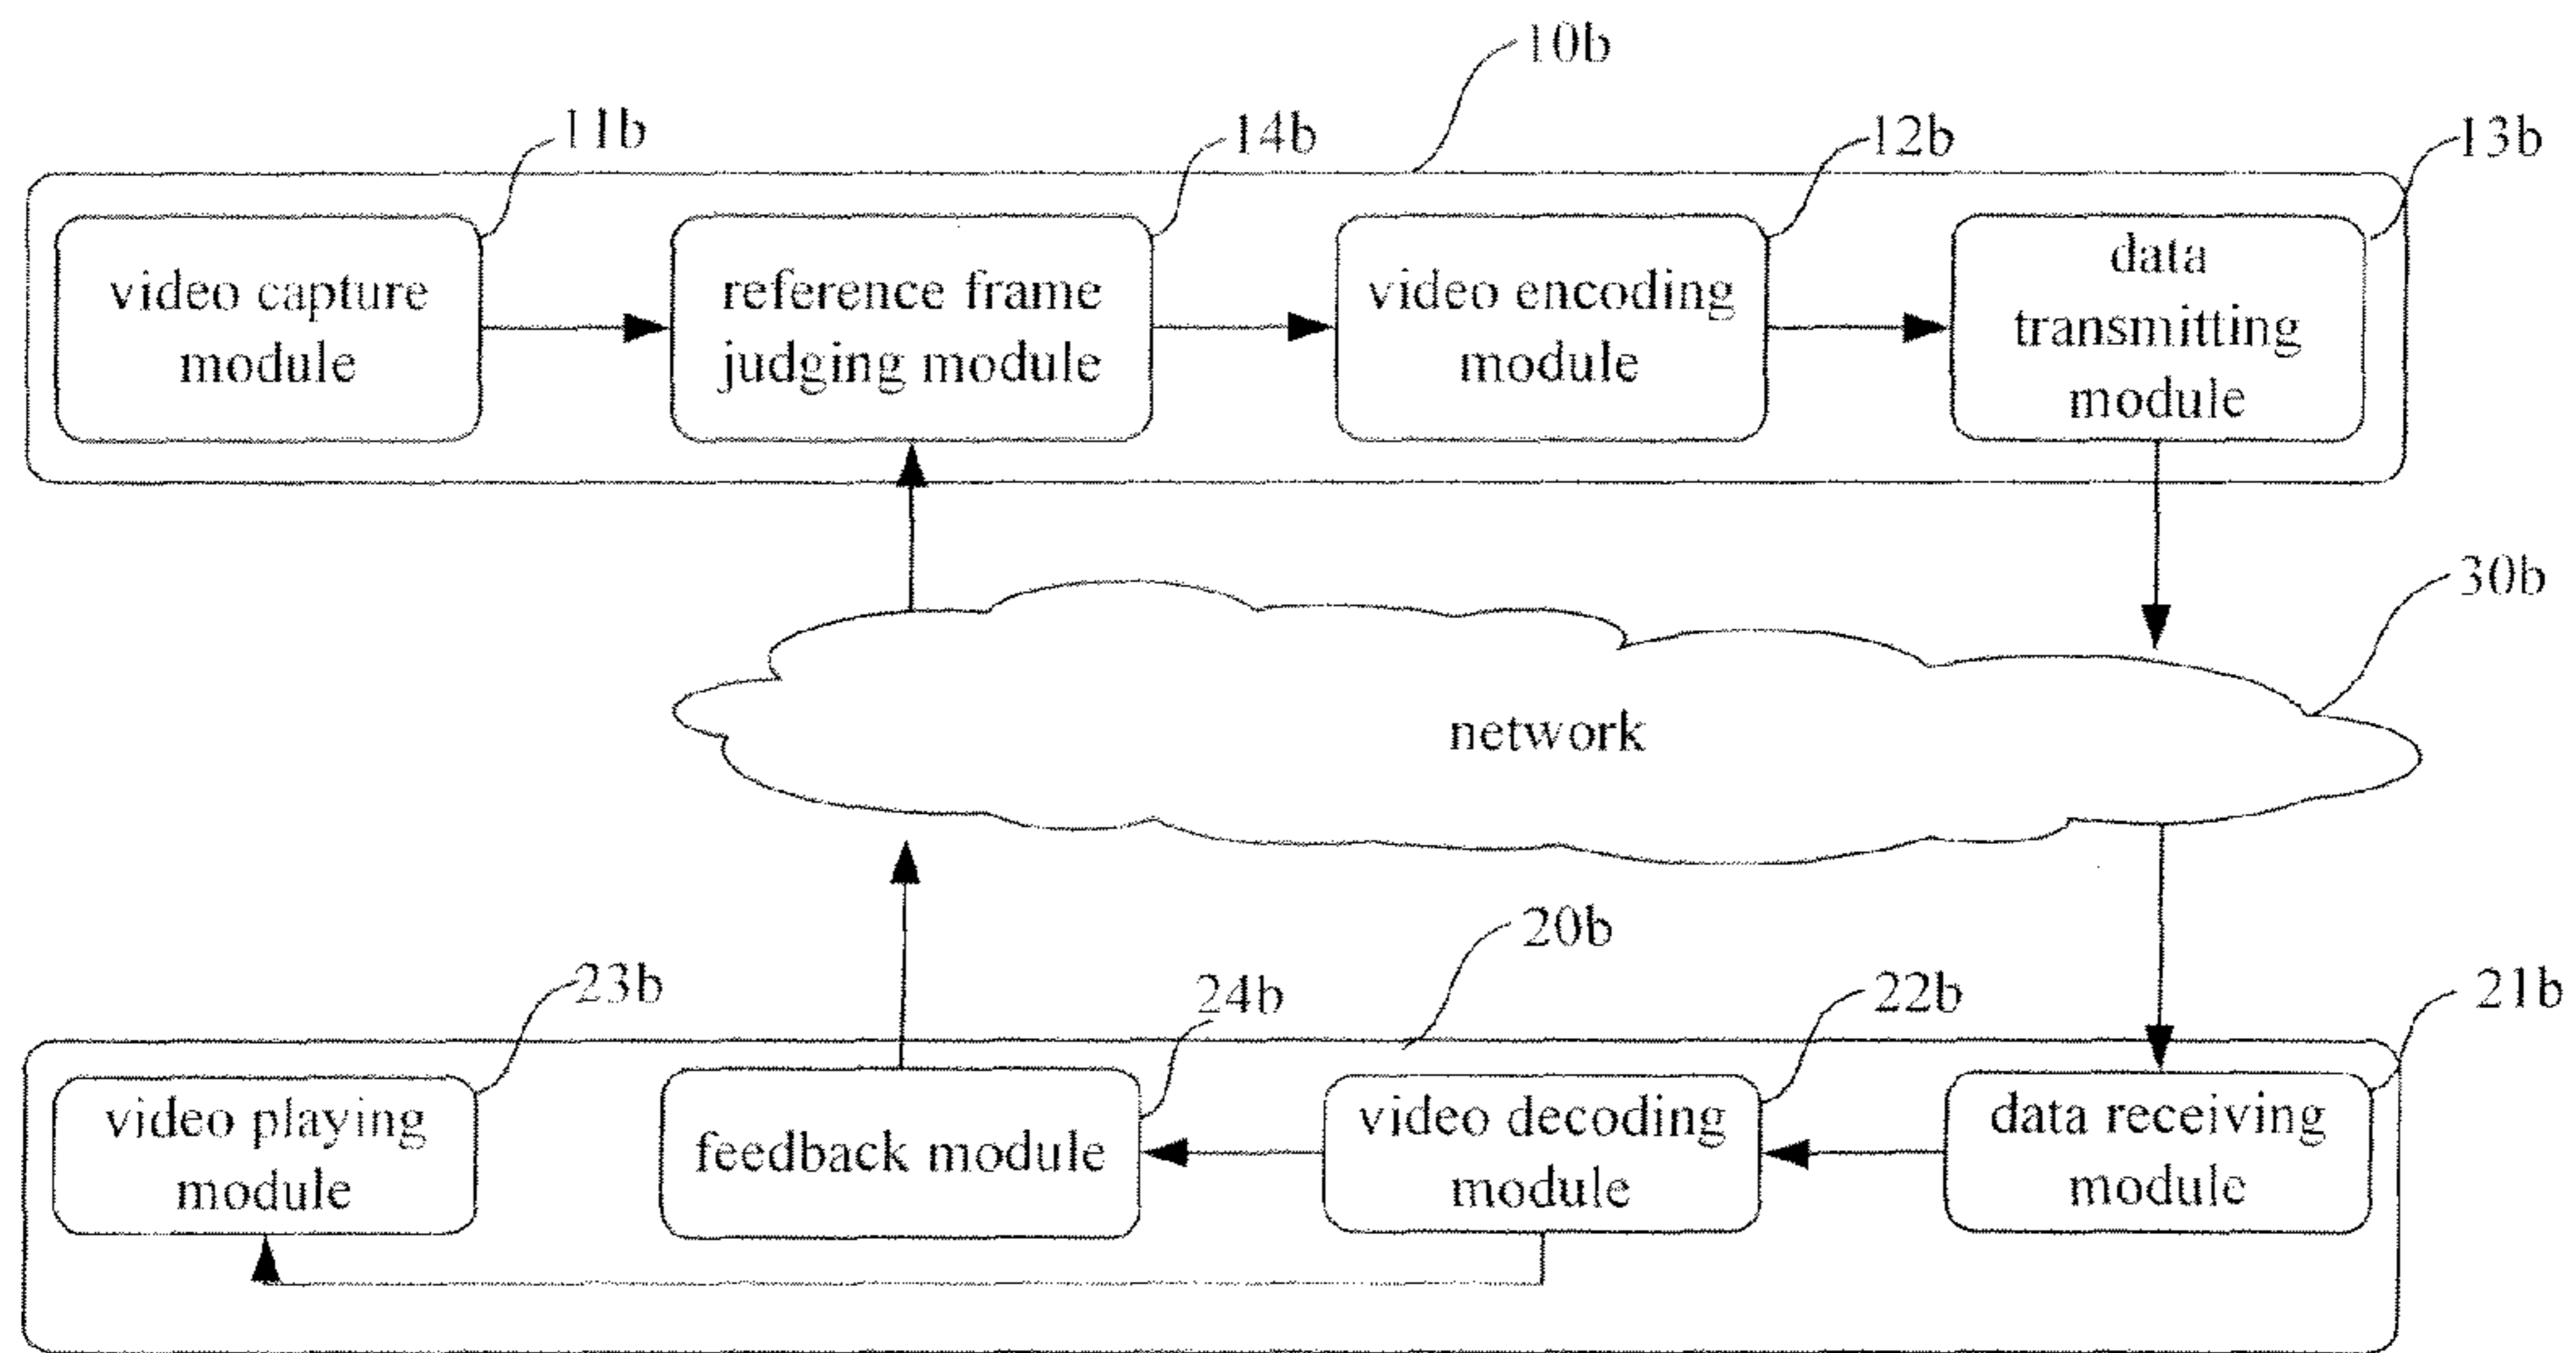 10b
11b
14b
12b
13b
video capture
module
reference frame
judging module
video encoding
module
data
transmitting
module
30b
network
20b
23b
24b
22b
21b
video playing
module
feedback module
video decoding
module
data receiving
module